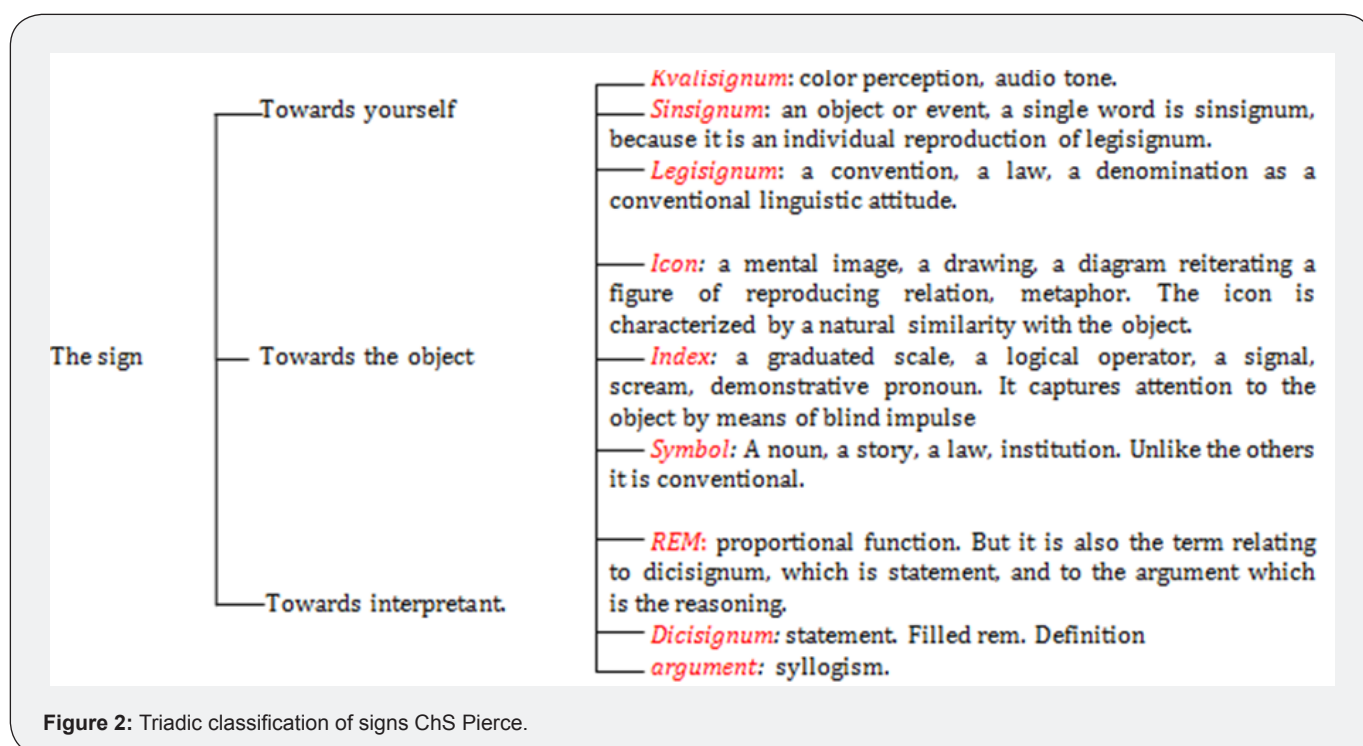 Kvalisignum: color perception, audio tone.
Towards yourself
Sinsignum: an object or event, a single word is sinsignum,
because it is an individual reproduction of legisignum.
Legisignum: a convention, a law, a denomination as a
conventional linguistic attitude.
Icon: a mental image, a drawing, a diagram reiterating a
figure of reproducing relation, metaphor. The icon is
characterized by a natural similarity with the object.
The sign
Towards the object
Index: a graduated scale, a logical operator, a signal,
scream, demonstrative pronoun. It captures attention to the
object by means of blind impulse
Symbol: A noun, a story, a law, institution. Unlike the others
it is conventional.
REM: proportional function. But it is also the term relating
to dicisignum, which is statement, and to the argument which
is the reasoning.
Towards interpretant.
Dicisignum: statement. Filled rem. Definition
argument: syllogism.
Figure 2: Triadic classification of signs ChS Pierce.